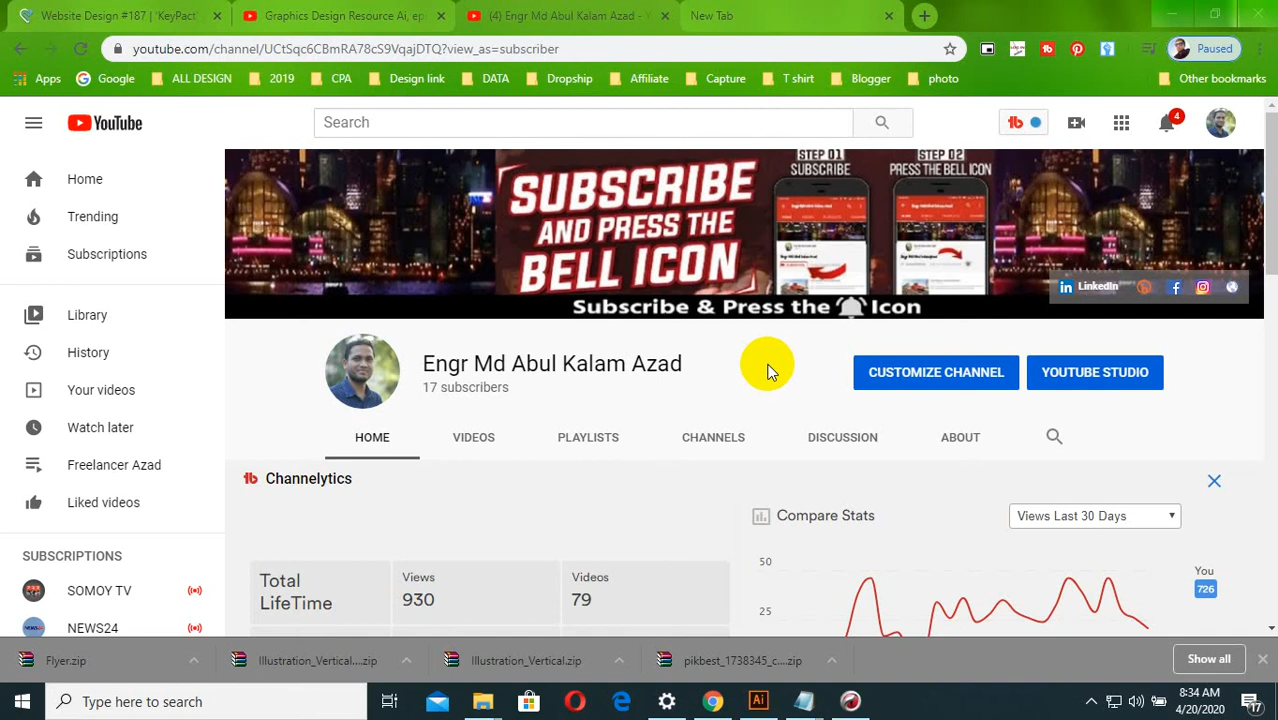 Website Design #187 | 'KeyPact'
Graphics Design Resource Ai, ep
(4) Engr Md Abul Kalam Azad - Y
New Tab
youtube.com/channel/UCtSqc6CBmRA78cS9VqajDTQ?view_as=subscriber
Paused
Apps
Google
ALL DESIGN
2019
CPA
Design link
DATA
Dropship
Affiliate
Capture
T shirt
Blogger
photo
Other bookmarks
YouTube
Search
4
Home
Trending
Subscriptions
Library
History
Your videos
Watch later
Freelancer Azad
Liked videos
SUBSCRIPTIONS
SOMOY TV
NEWS24
SUBSCRIBE
AND PRESS THE
BELL ICON
STEP 01
SUBSCRIBE
STEP 02
PRESS THE BELL ICON
Subscribe & Press the Icon
LinkedIn
Engr Md Abul Kalam Azad
17 subscribers
CUSTOMIZE CHANNEL
YOUTUBE STUDIO
HOME
VIDEOS
PLAYLISTS
CHANNELS
DISCUSSION
ABOUT
Channelytics
Compare Stats
Views Last 30 Days
Total
LifeTime
Views
930
Videos
79
50
25
You
726
Flyer.zip
Illustration_Vertical....zip
Illustration_Vertical.zip
pikbest_1738345_c....zip
Show all
Type here to search
8:34 AM
4/20/2020
17